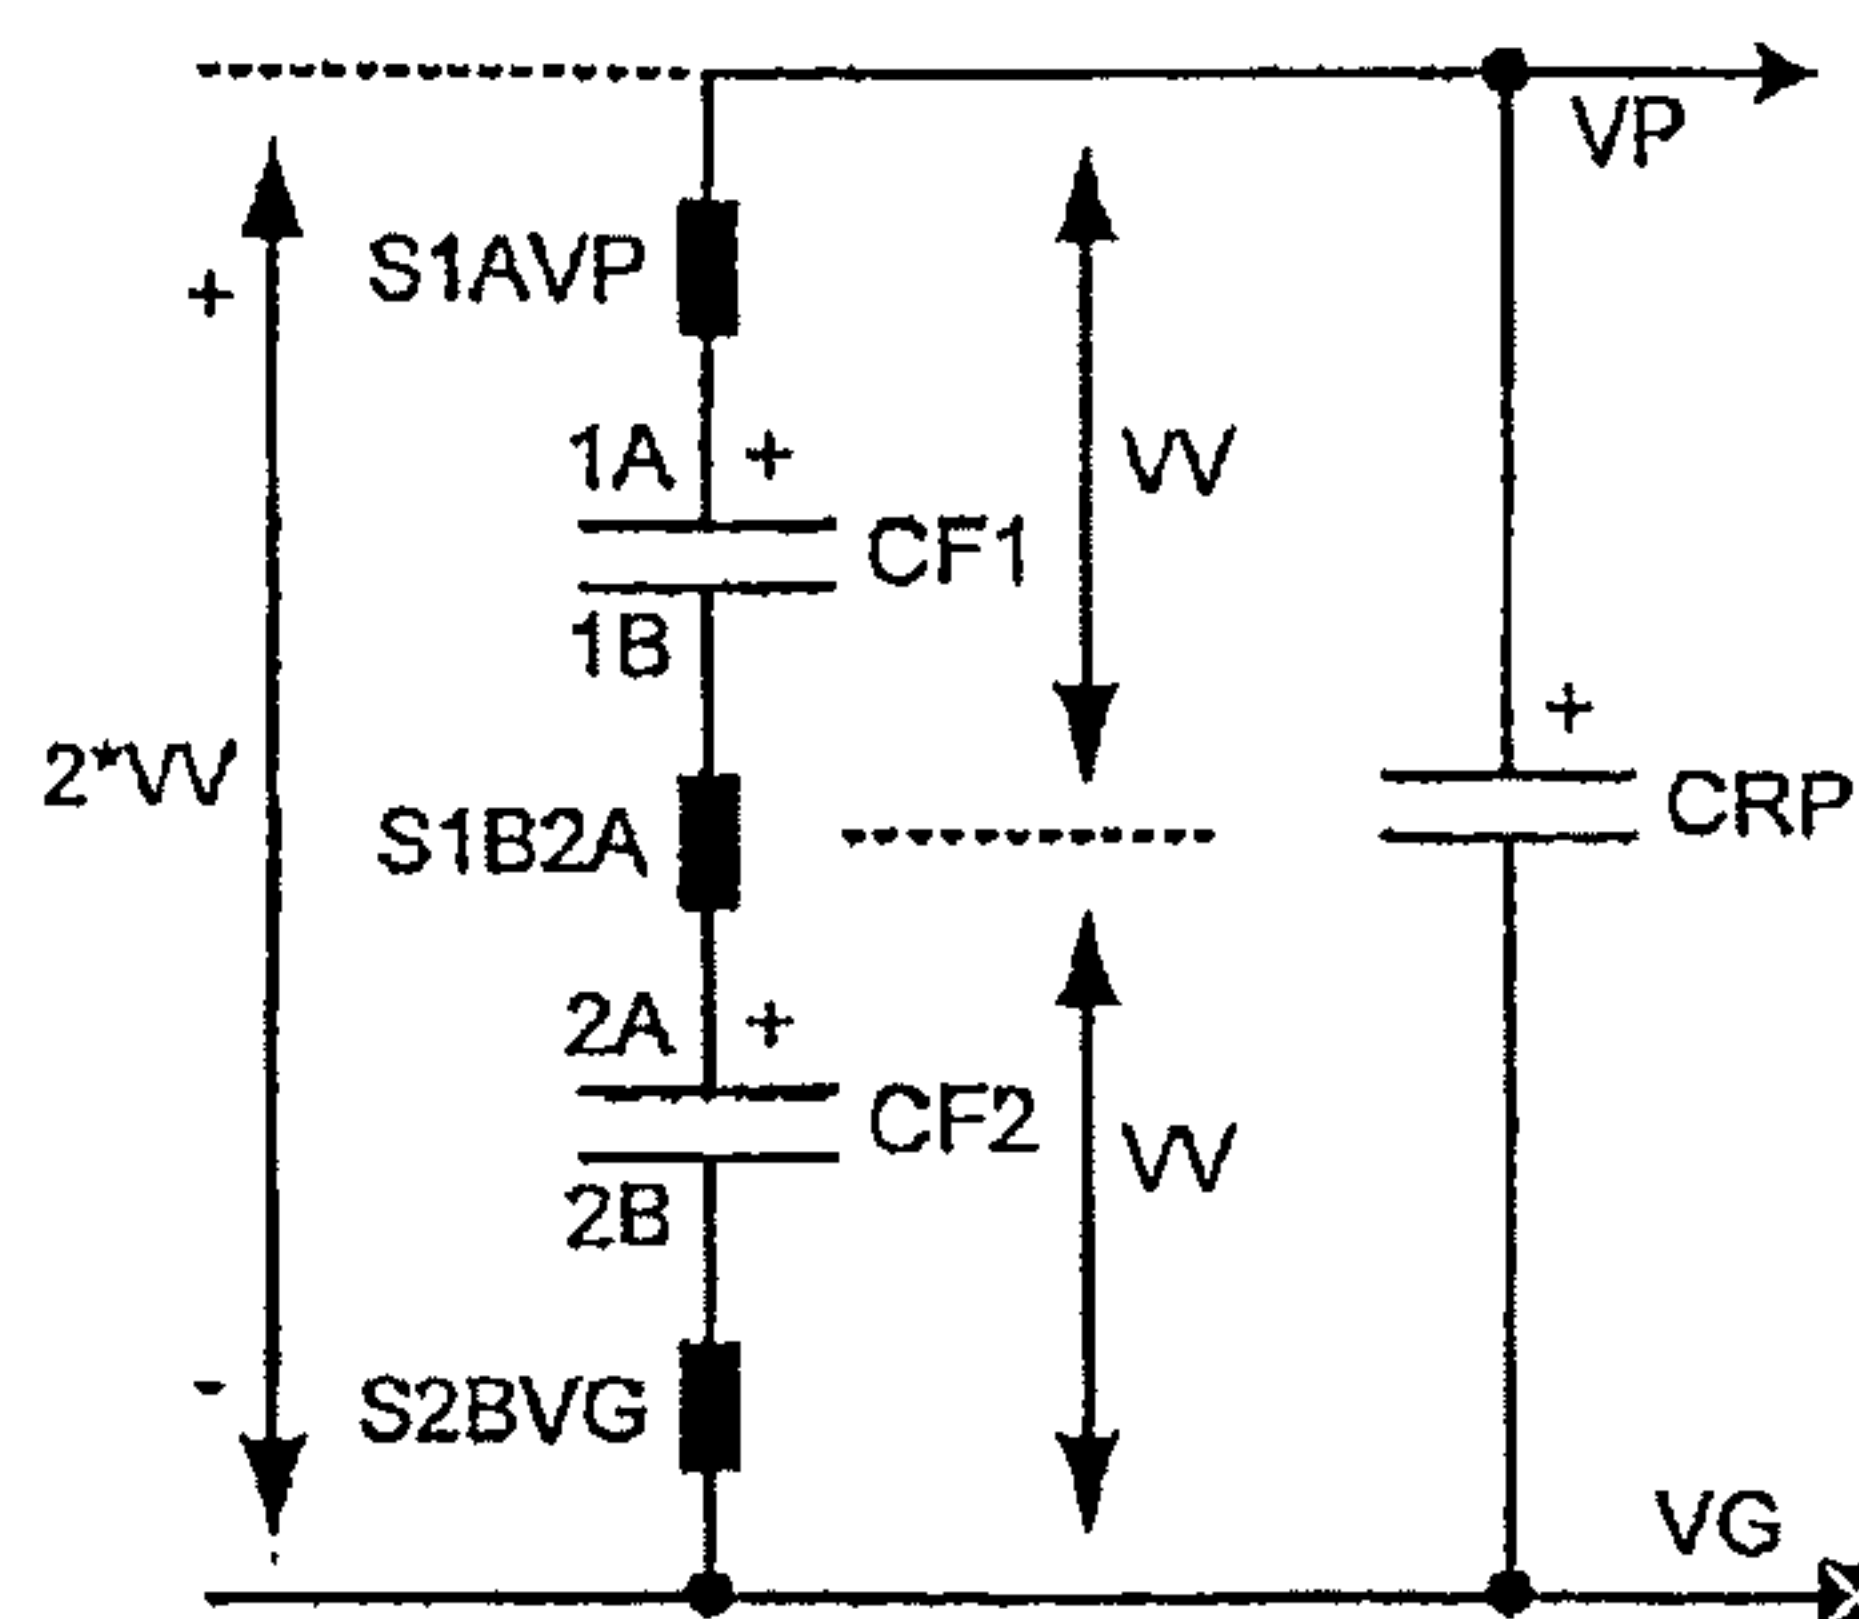 VP
S1AVP
+
1A +
VV
CF1
1B
+
2*VV
CRP
S1B2A
2A +
CF2
VV
2B
-
S2BVG
VG